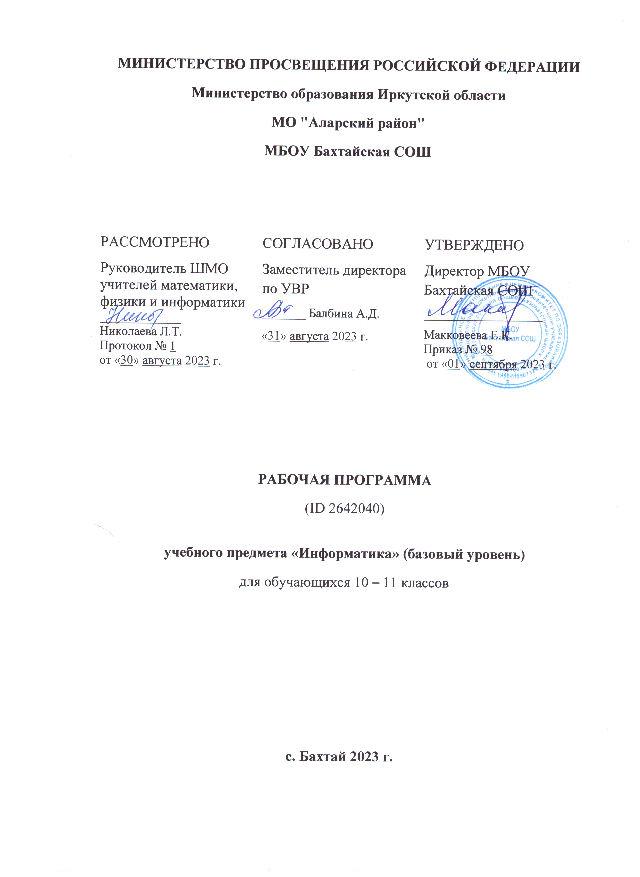 МИНИСТЕРСТВО ПРОСВЕЩЕНИЯ РОССИЙСКОЙ ФЕДЕРАЦИИ
Министерство образования Иркутской области
МО "Аларский район"
МБОУ Бахтайская СОШ
РАССМОТРЕНО
Руководитель ШМО
учителей математики,
физики и информатики
Николаева Л.Т.
Протокол № 1
от «30» августа 2023 г.
СОГЛАСОВАНО
Заместитель директора
по УВР
Балбина А.Д.
«31» августа 2023 г.
УТВЕРЖДЕНО
Директор МБОУ
Бахтайская СОШ
Макковеева Е.К
Приказ № 98
от «01» сентября 2023 г.
МБОУ
РАБОЧАЯ ПРОГРАММА
(ID 2642040)
учебного предмета «Информатика» (базовый уровень)
для обучающихся 10 – 11 классов
с. Бахтай 2023 г.